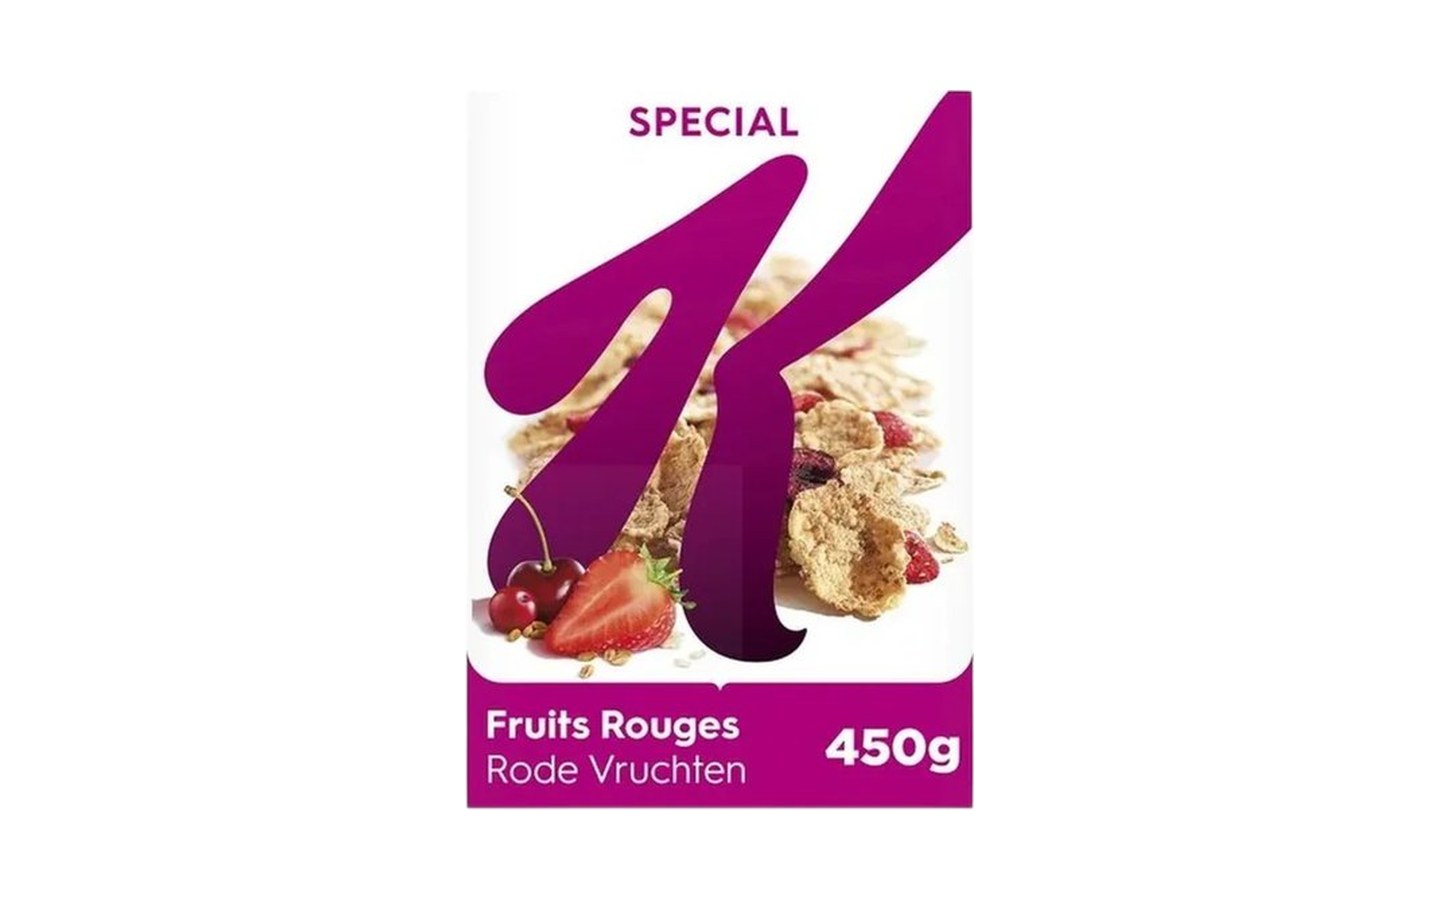 SPECIAL
K
Fruits Rouges
Rode Vruchten
450g